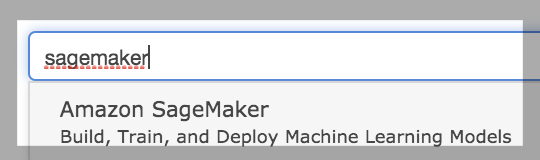 sagemaker
Amazon SageMaker
Build, Train, and Deploy Machine Learning Models